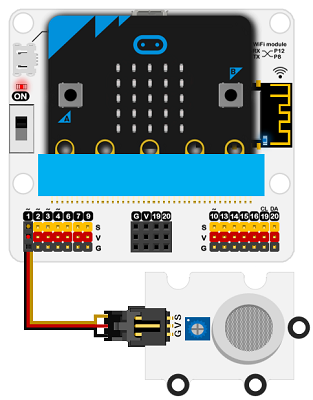 WiFi module
RX P12
TX P8
B
A
ON
CL DA
~ ~ ~ ~ ~
1 2 3 4 6 7 9 G V 19 20 10 13 14 15 16 19 20
S S
V V
G G
G V S